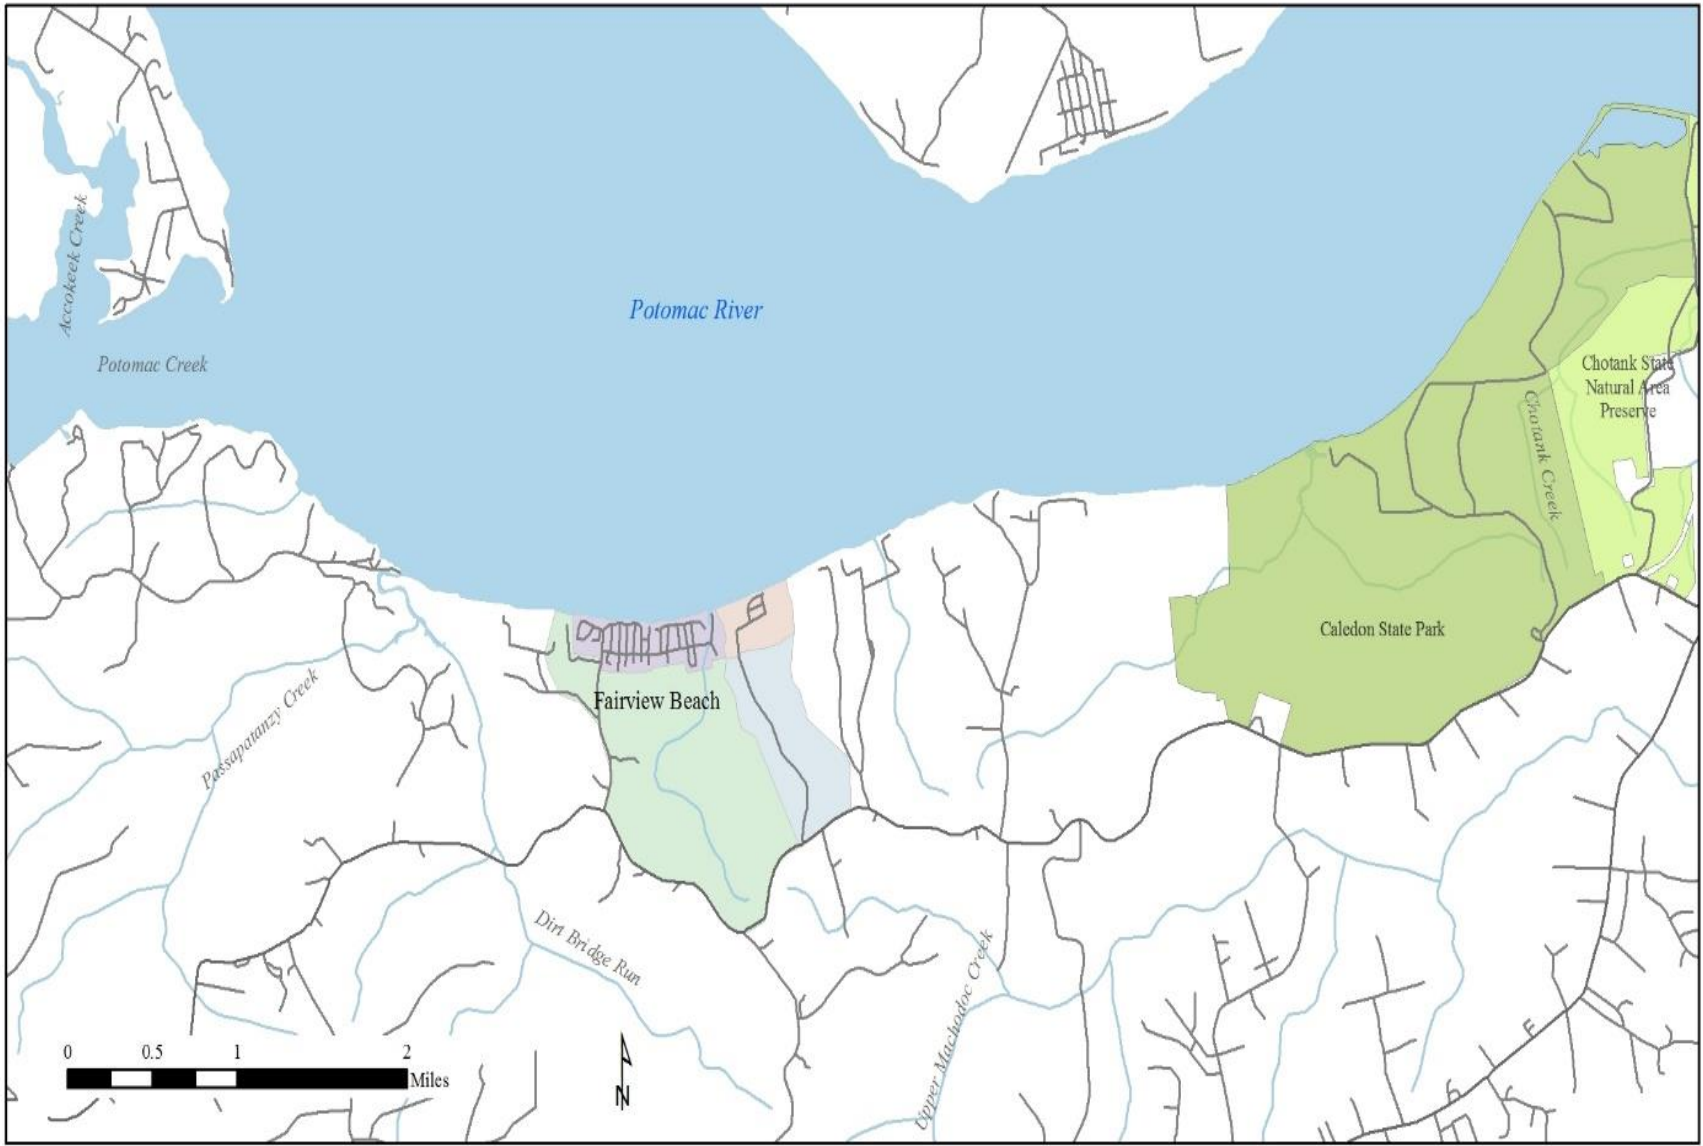 Accokeek Creek
Potomac River
Potomac Creek
Chotank State
Natural Area
Preserve
Chotank Creek
Caledon State Park
Fairview Beach
Passapatanzy Creek
Dirt Bridge Run
Upper Machodoc Creek
0 0.5 1 2
Miles
N